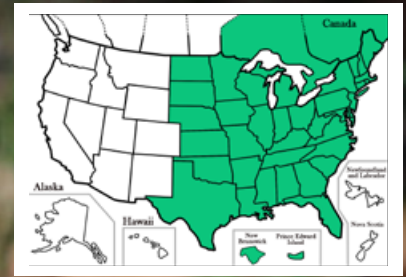 Canada
Newfoundland
and Labrador
Alaska
Hawaii
New
Brunswick
Prince Edward
Island
Nova Scotia